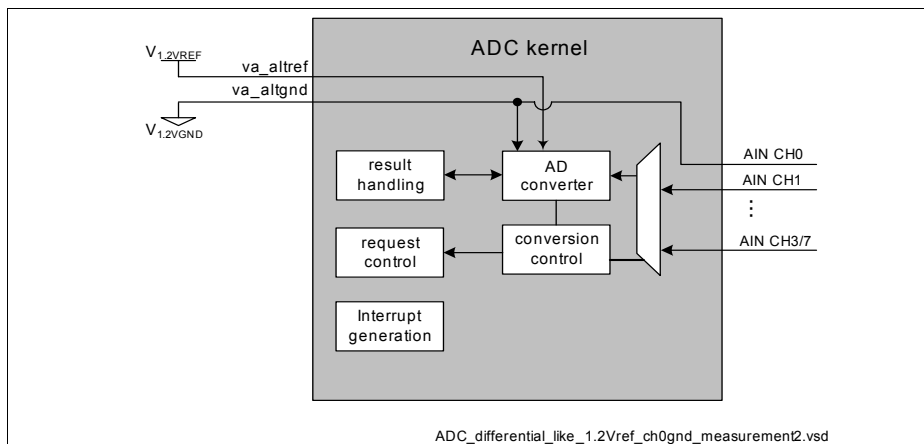 ADC kernel
V1.2VREF
va_altref
va_altgnd
V1.2VGND
result
handling
AD
converter
AIN CH0
AIN CH1
⋮
AIN CH3/7
request
control
conversion
control
Interrupt
generation
ADC_differential_like_1.2Vref_ch0gnd_measurement2.vsd